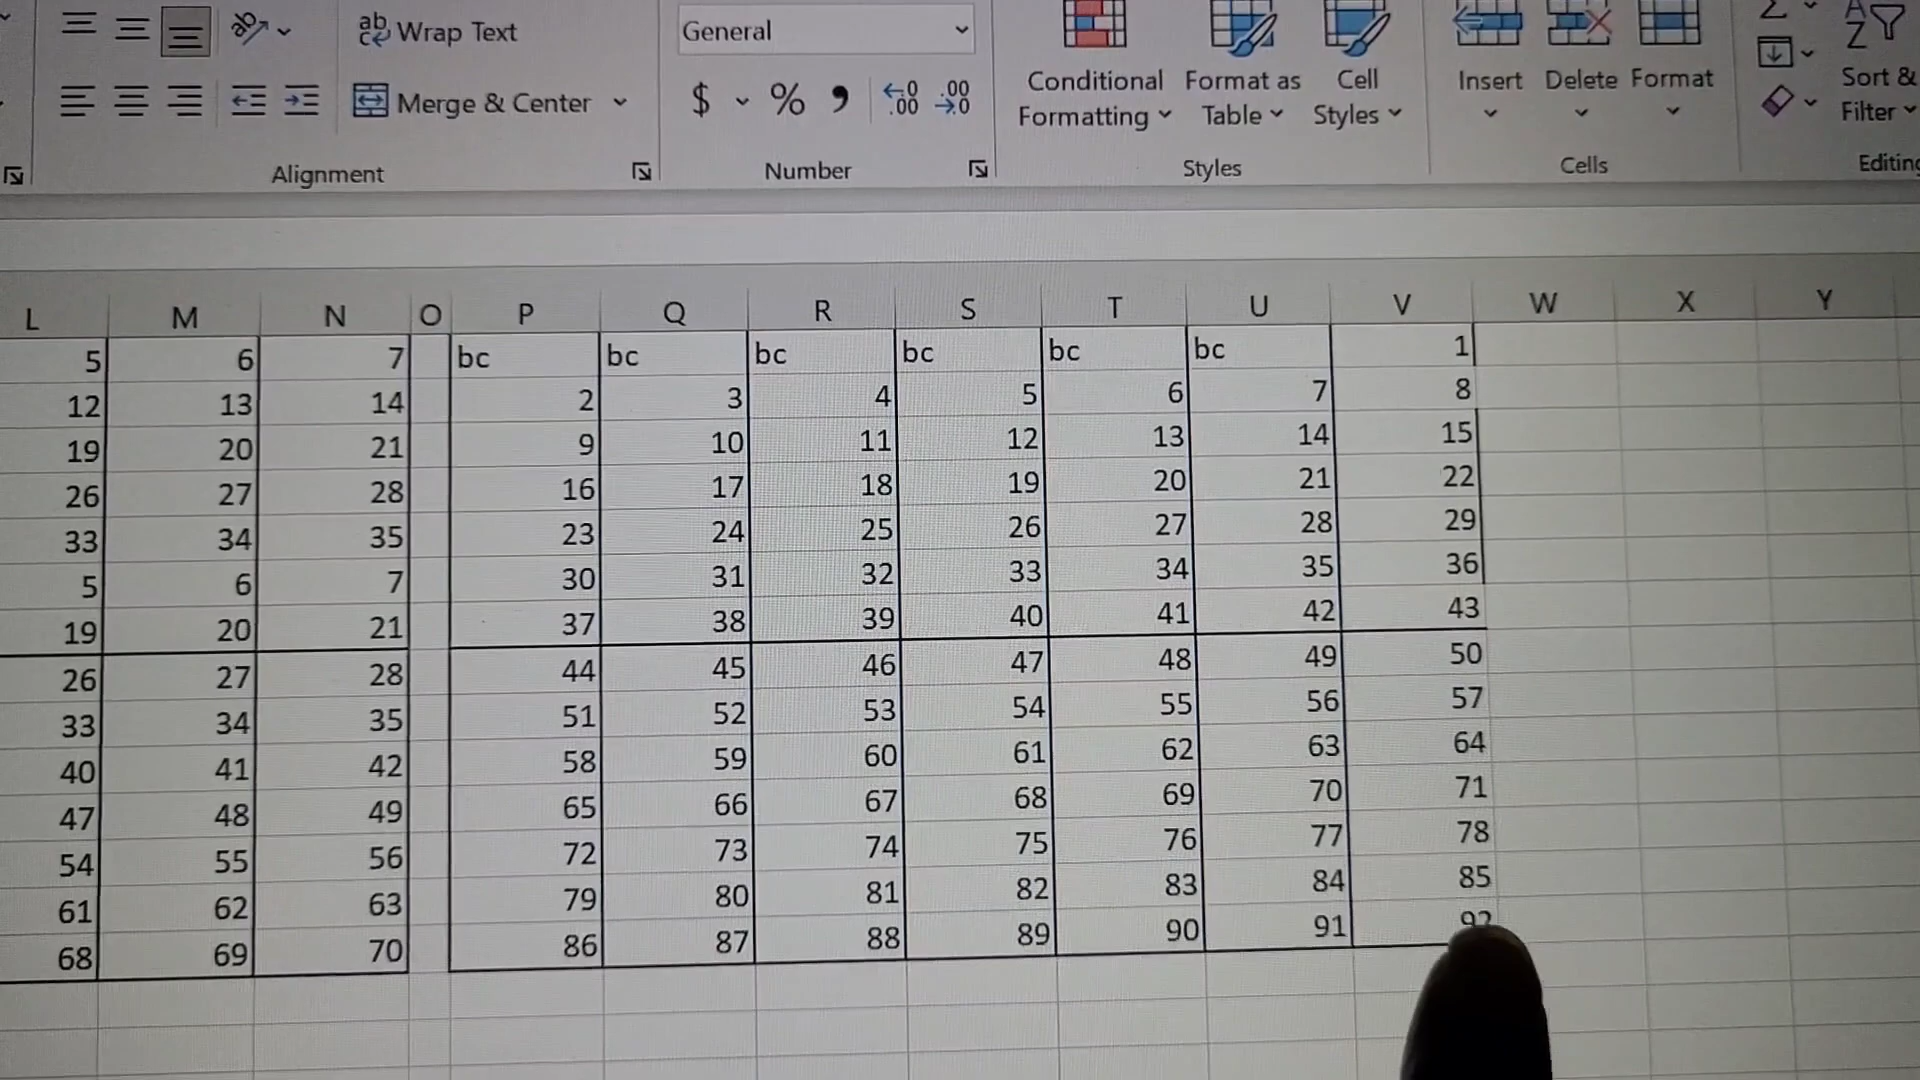 ab Wrap Text General
Merge & Center $ % , ←0 .00 .00 →0 Conditional Formatting Format as Table Cell Styles Insert Delete Format Sort & Filter
Alignment Number Styles Cells Editing
L M N O P Q R S T U V W X Y
5 6 7 bc bc bc bc bc bc 1
12 13 14 2 3 4 5 6 7 8
19 20 21 9 10 11 12 13 14 15
26 27 28 16 17 18 19 20 21 22
33 34 35 23 24 25 26 27 28 29
5 6 7 30 31 32 33 34 35 36
19 20 21 37 38 39 40 41 42 43
26 27 28 44 45 46 47 48 49 50
33 34 35 51 52 53 54 55 56 57
40 41 42 58 59 60 61 62 63 64
47 48 49 65 66 67 68 69 70 71
54 55 56 72 73 74 75 76 77 78
61 62 63 79 80 81 82 83 84 85
68 69 70 86 87 88 89 90 91 92